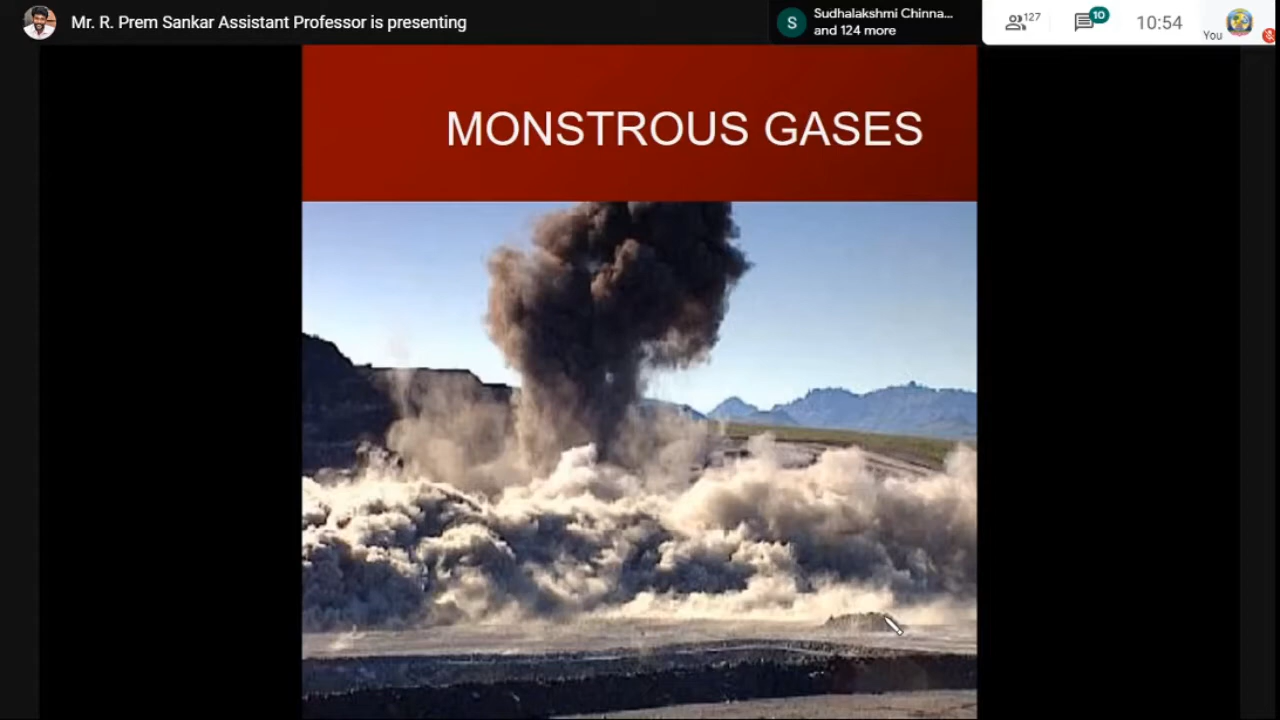 Mr. R. Prem Sankar Assistant Professor is presenting
S
Sudhalakshmi Chinna...
and 124 more
127
10
10:54
You
MONSTROUS GASES